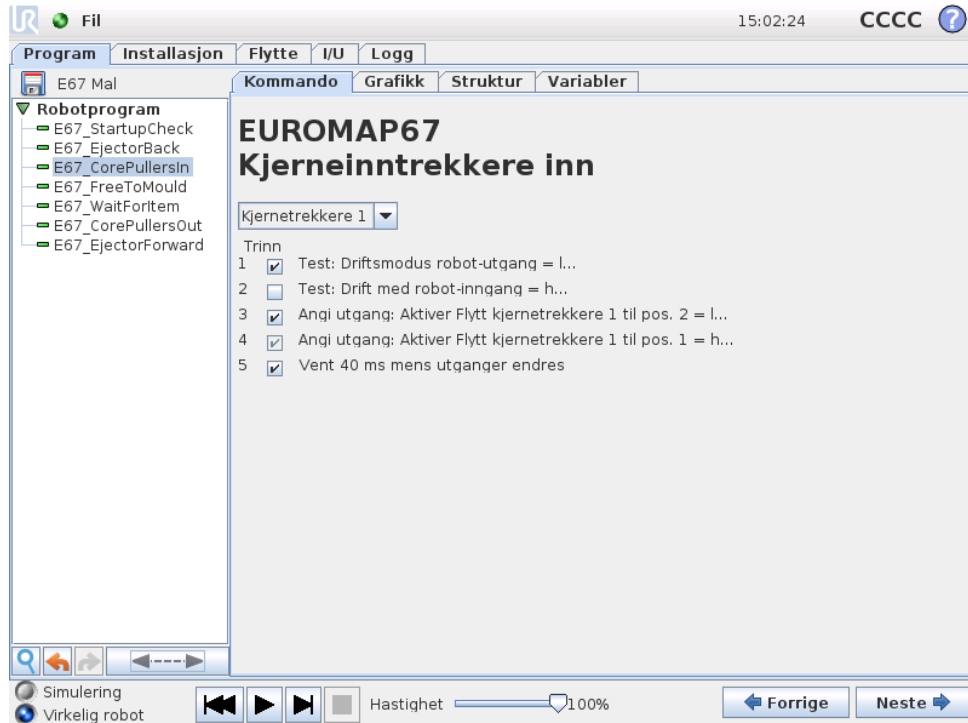 UR Fil 15:02:24 CCCC ?
Program Installasjon Flytte I/U Logg
E67 Mal
Kommando Grafikk Struktur Variabler
Robotprogram
E67_StartupCheck
E67_EjectorBack
E67_CorePullersIn
E67_FreeToMould
E67_WaitForItem
E67_CorePullersOut
E67_EjectorForward
EUROMAP67
Kjerneinntrekkere inn
Kjernetrekkere 1
Trinn
1 Test: Driftsmodus robot-utgang = l...
2 Test: Drift med robot-inngang = h...
3 Angi utgang: Aktiver Flytt kjernetrekkere 1 til pos. 2 = l...
4 Angi utgang: Aktiver Flytt kjernetrekkere 1 til pos. 1 = h...
5 Vent 40 ms mens utganger endres
Simulering
Virkelig robot
Hastighet 100%
Forrige Neste